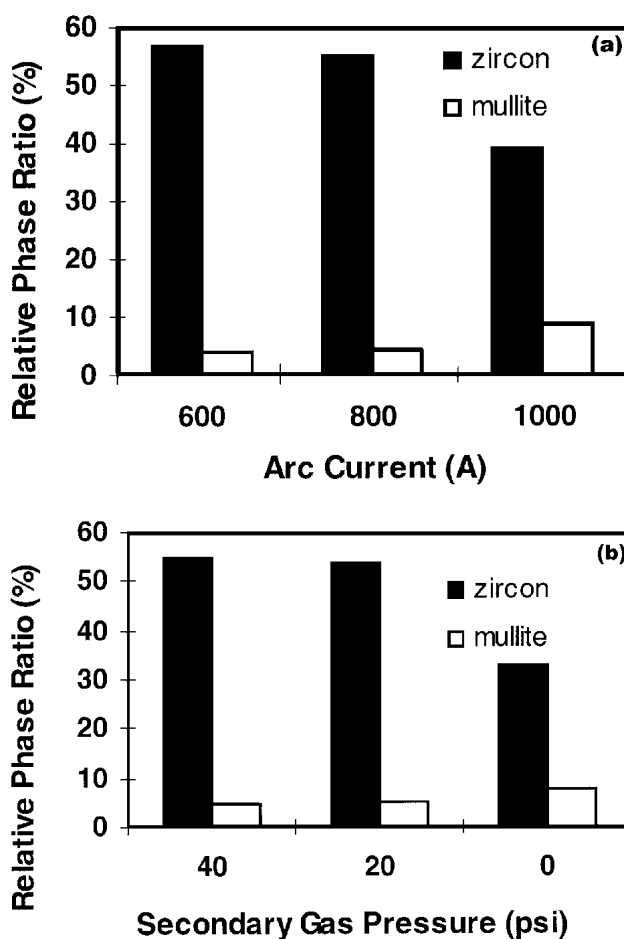 (a)
Relative Phase Ratio (%)
60
50
40
30
20
10
0
zircon
mullite
600 800 1000
Arc Current (A)
(b)
Relative Phase Ratio (%)
60
50
40
30
20
10
0
zircon
mullite
40 20 0
Secondary Gas Pressure (psi)